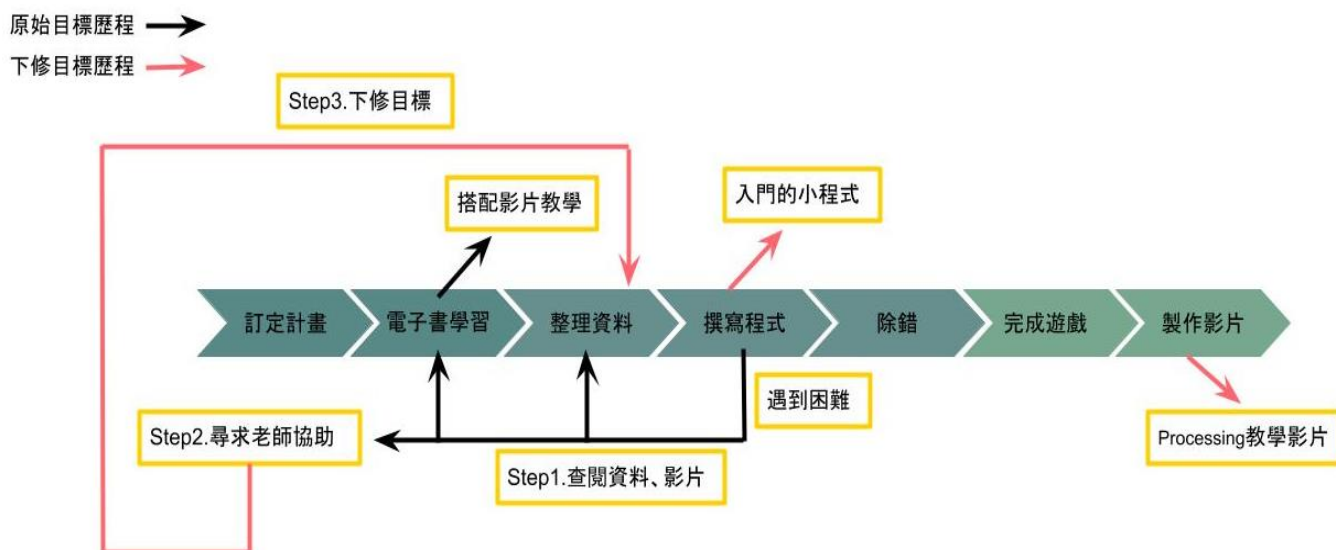 原始目標歷程
下修目標歷程
Step3.下修目標
搭配影片教學
入門的小程式
訂定計畫
電子書學習
整理資料
撰寫程式
除錯
完成遊戲
製作影片
遇到困難
Step2.尋求老師協助
Step1.查閱資料、影片
Processing教學影片